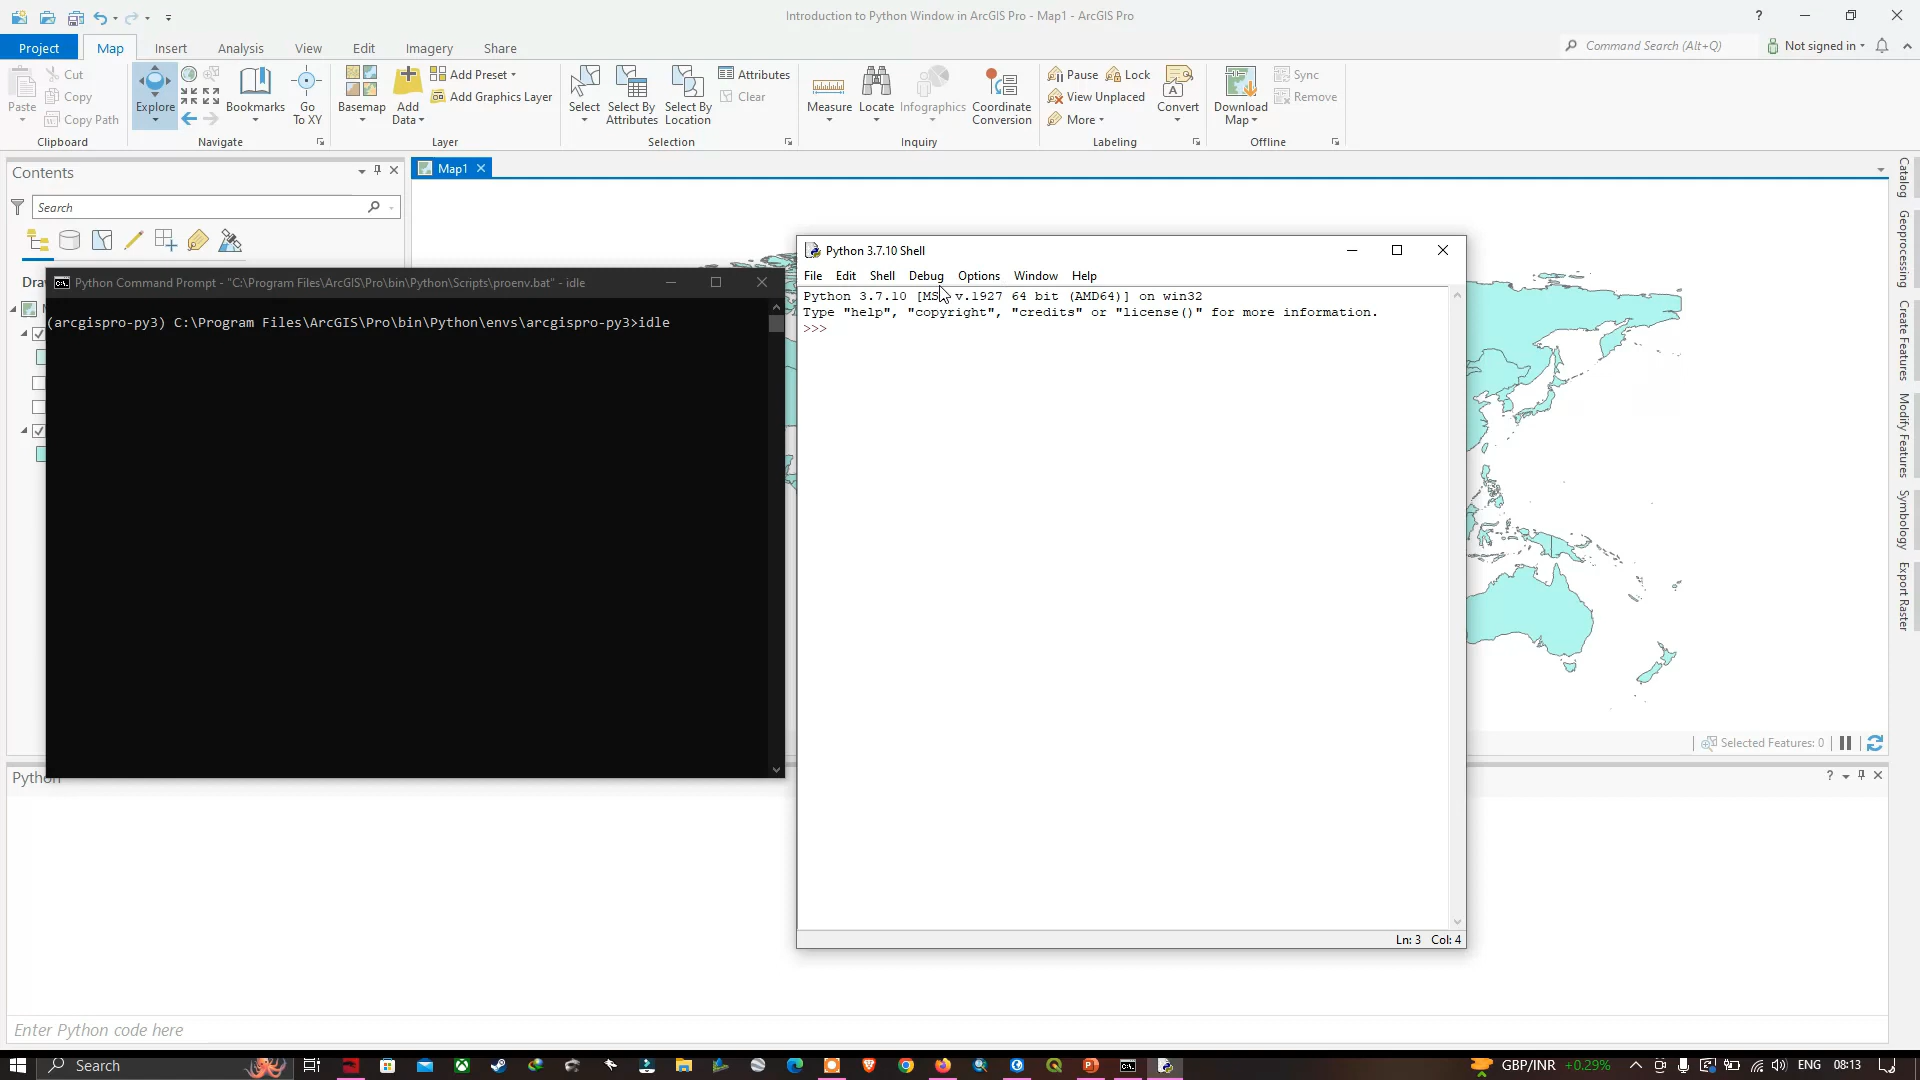 Introduction to Python Window in ArcGIS Pro - Map1 - ArcGIS Pro
?
Project
Map
Insert
Analysis
View
Edit
Imagery
Share
Command Search (Alt+Q)
Not signed in
Paste
Cut
Copy
Copy Path
Clipboard
Explore
Bookmarks
Go
To XY
Navigate
Basemap
Add
Data
Add Preset
Add Graphics Layer
Layer
Select
Select By
Attributes
Select By
Location
Attributes
Clear
Selection
Measure
Locate
Infographics
Coordinate
Conversion
Inquiry
Pause
Lock
View Unplaced
More
Convert
Labeling
Download
Map
Sync
Remove
Offline
Contents
Search
Map1
Catalog
Geoprocessing
Create Features
Modify Features
Symbology
Export Raster
Python Command Prompt - "C:\Program Files\ArcGIS\Pro\bin\Python\Scripts\proenv.bat" - idle
(arcgispro-py3) C:\Program Files\ArcGIS\Pro\bin\Python\envs\arcgispro-py3>idle
Python 3.7.10 Shell
File Edit Shell Debug Options Window Help
Python 3.7.10 [MS v.1927 64 bit (AMD64)] on win32
Type "help", "copyright", "credits" or "license()" for more information.
>>>
Ln: 3 Col: 4
Selected Features: 0
Python
?
Enter Python code here
Search
GBP/INR +0.29%
ENG
08:13